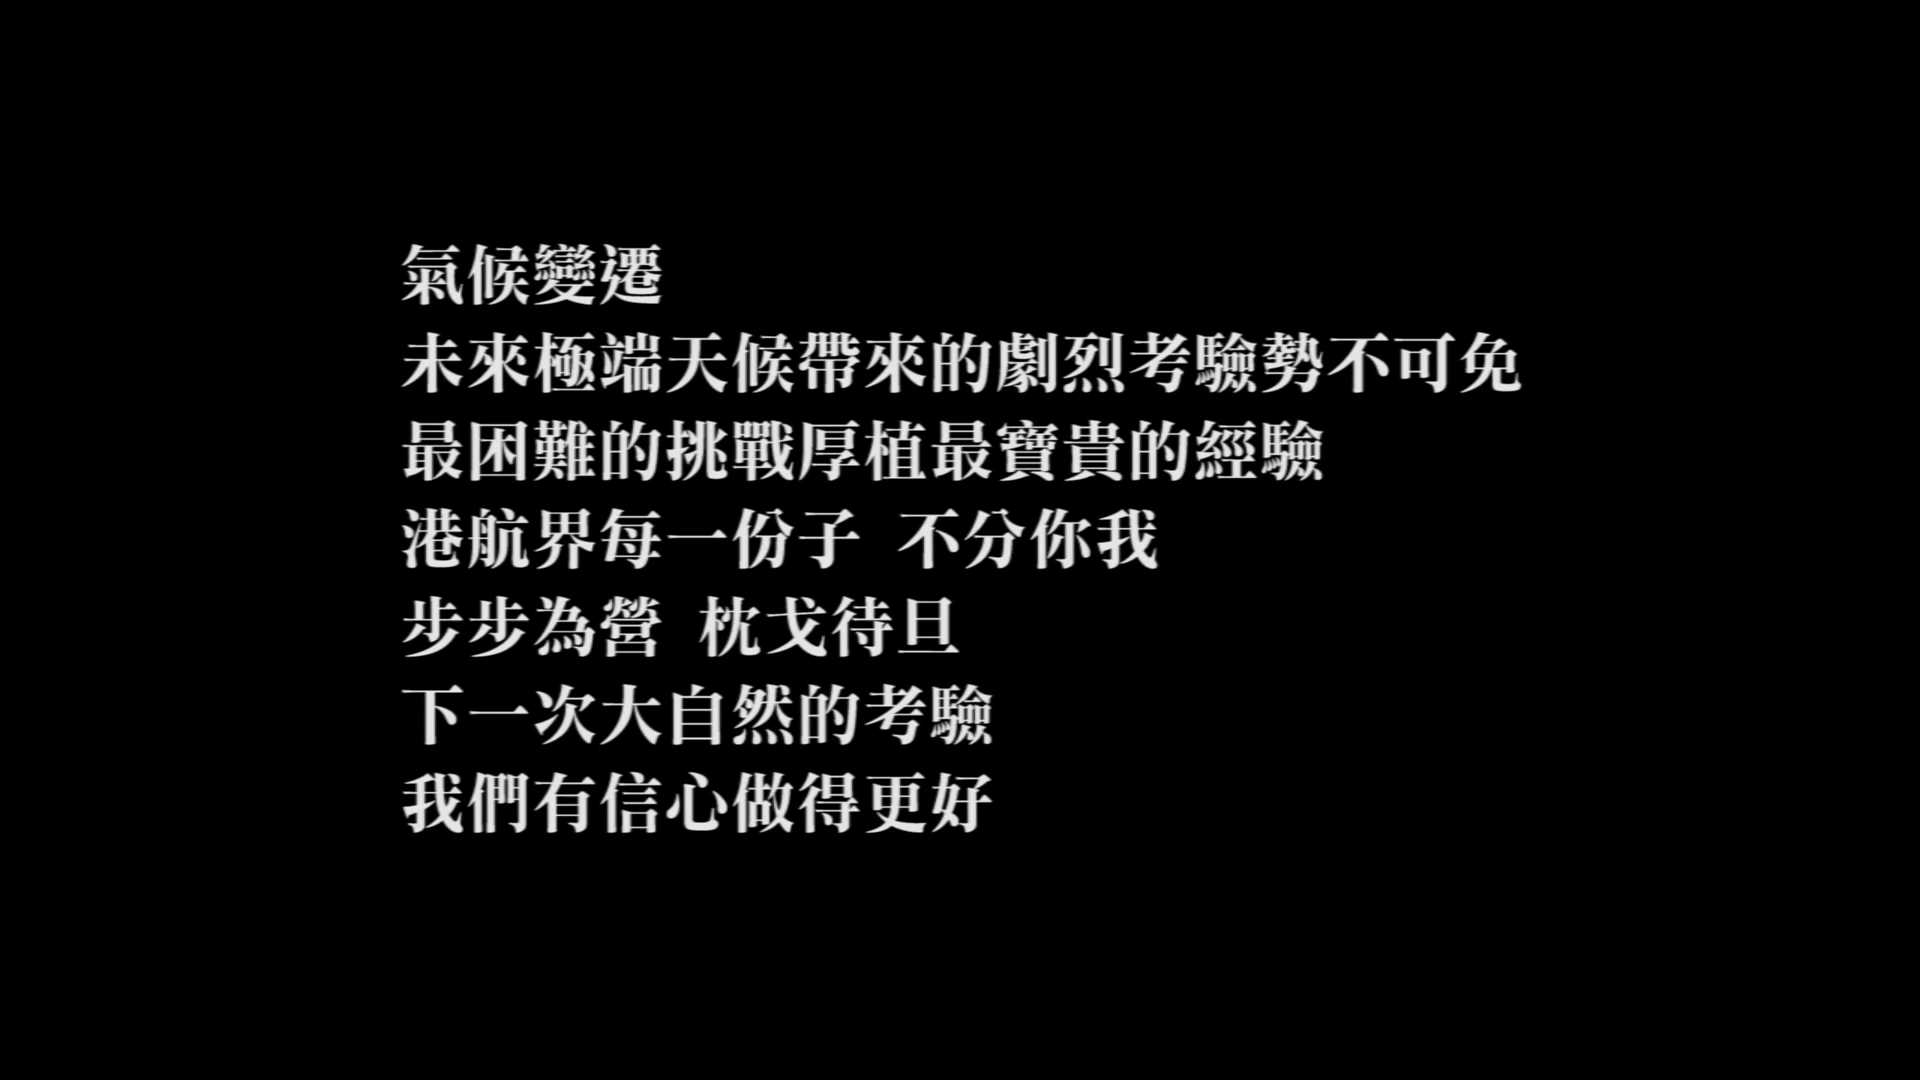 氣候變遷
未來極端天候帶來的劇烈考驗勢不可免
最困難的挑戰厚植最寶貴的經驗
港航界每一份子 不分你我
步步為營 枕戈待旦
下一次大自然的考驗
我們有信心做得更好